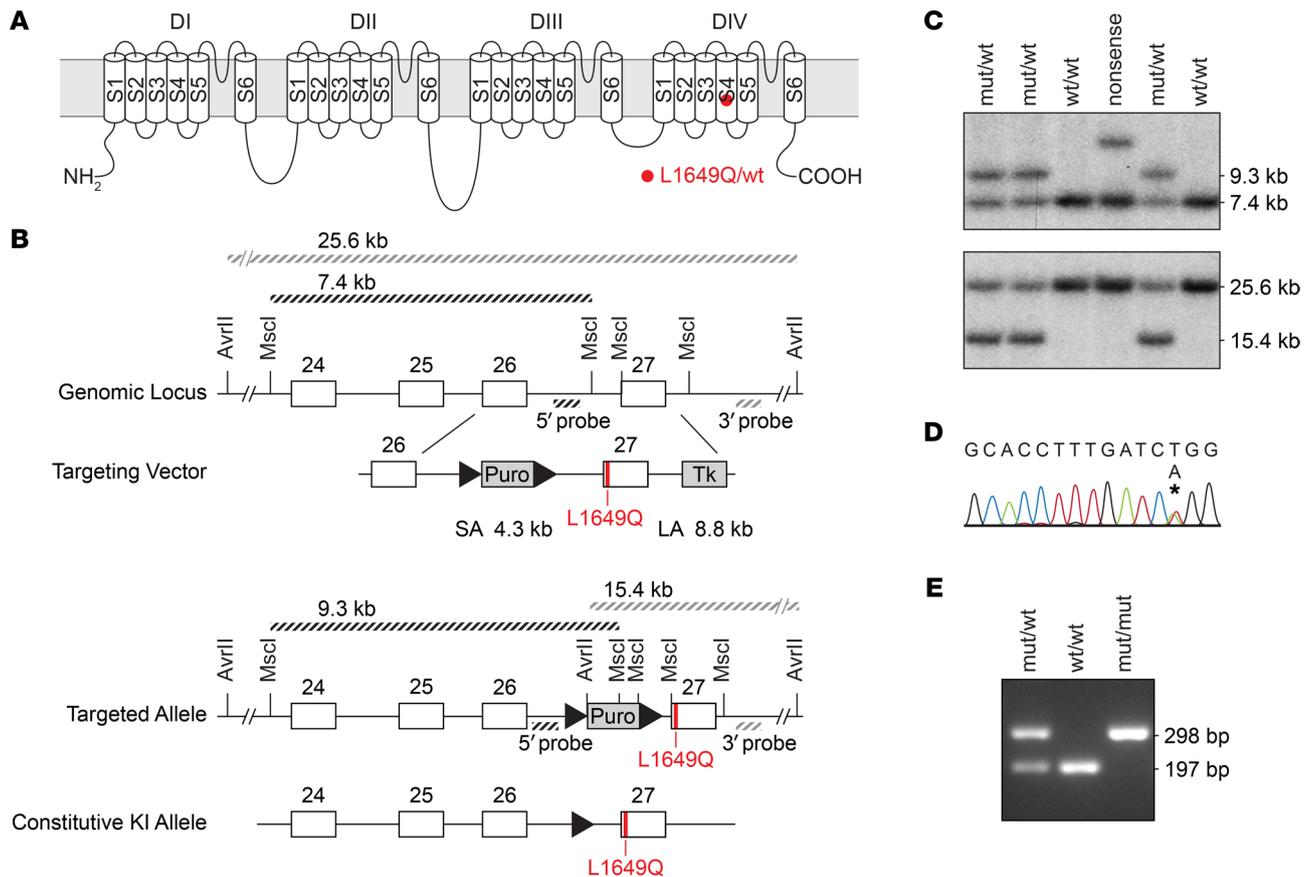 A
DI DII DIII DIV
S1 S2 S3 S4 S5 S6 S1 S2 S3 S4 S5 S6 S1 S2 S3 S4 S5 S6 S1 S2 S3 S4 S5 S6
NH2
L1649Q/wt
COOH
B
25.6 kb
7.4 kb
AvrII MscI MscI MscI MscI AvrII
24 25 26 27
Genomic Locus
5′ probe 3′ probe
26 27
Targeting Vector
Puro Tk
L1649Q
SA 4.3 kb LA 8.8 kb
15.4 kb
9.3 kb
AvrII MscI AvrII MscI MscI MscI MscI AvrII
24 25 26 27
Targeted Allele
Puro
5′ probe 3′ probe
L1649Q
24 25 26 27
Constitutive KI Allele
L1649Q
C
mut/wt mut/wt wt/wt nonsense mut/wt wt/wt
9.3 kb
7.4 kb
25.6 kb
15.4 kb
D
G C A C C T T T G A T C T G G
A
*
E
mut/wt wt/wt mut/mut
298 bp
197 bp